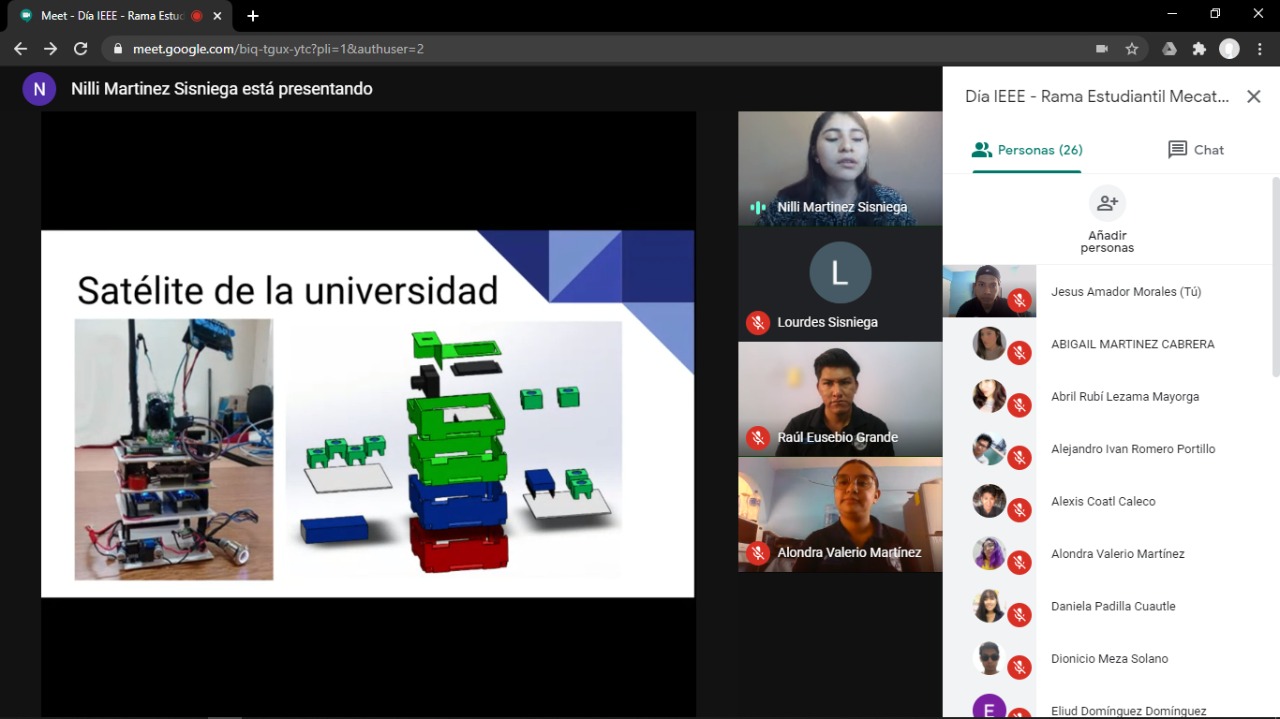 Meet - Día IEEE - Rama Estud
meet.google.com/biq-tgux-ytc?pli=1&authuser=2
N
Nilli Martinez Sisniega está presentando
Satélite de la universidad
Nilli Martinez Sisniega
L
Lourdes Sisniega
Raúl Eusebio Grande
Alondra Valerio Martínez
Día IEEE - Rama Estudiantil Mecat...
Personas (26)
Chat
Añadir
personas
Jesus Amador Morales (Tú)
ABIGAIL MARTINEZ CABRERA
Abril Rubí Lezama Mayorga
Alejandro Ivan Romero Portillo
Alexis Coatl Caleco
Alondra Valerio Martínez
Daniela Padilla Cuautle
Dionicio Meza Solano
E
Eliud Domínguez Domínguez